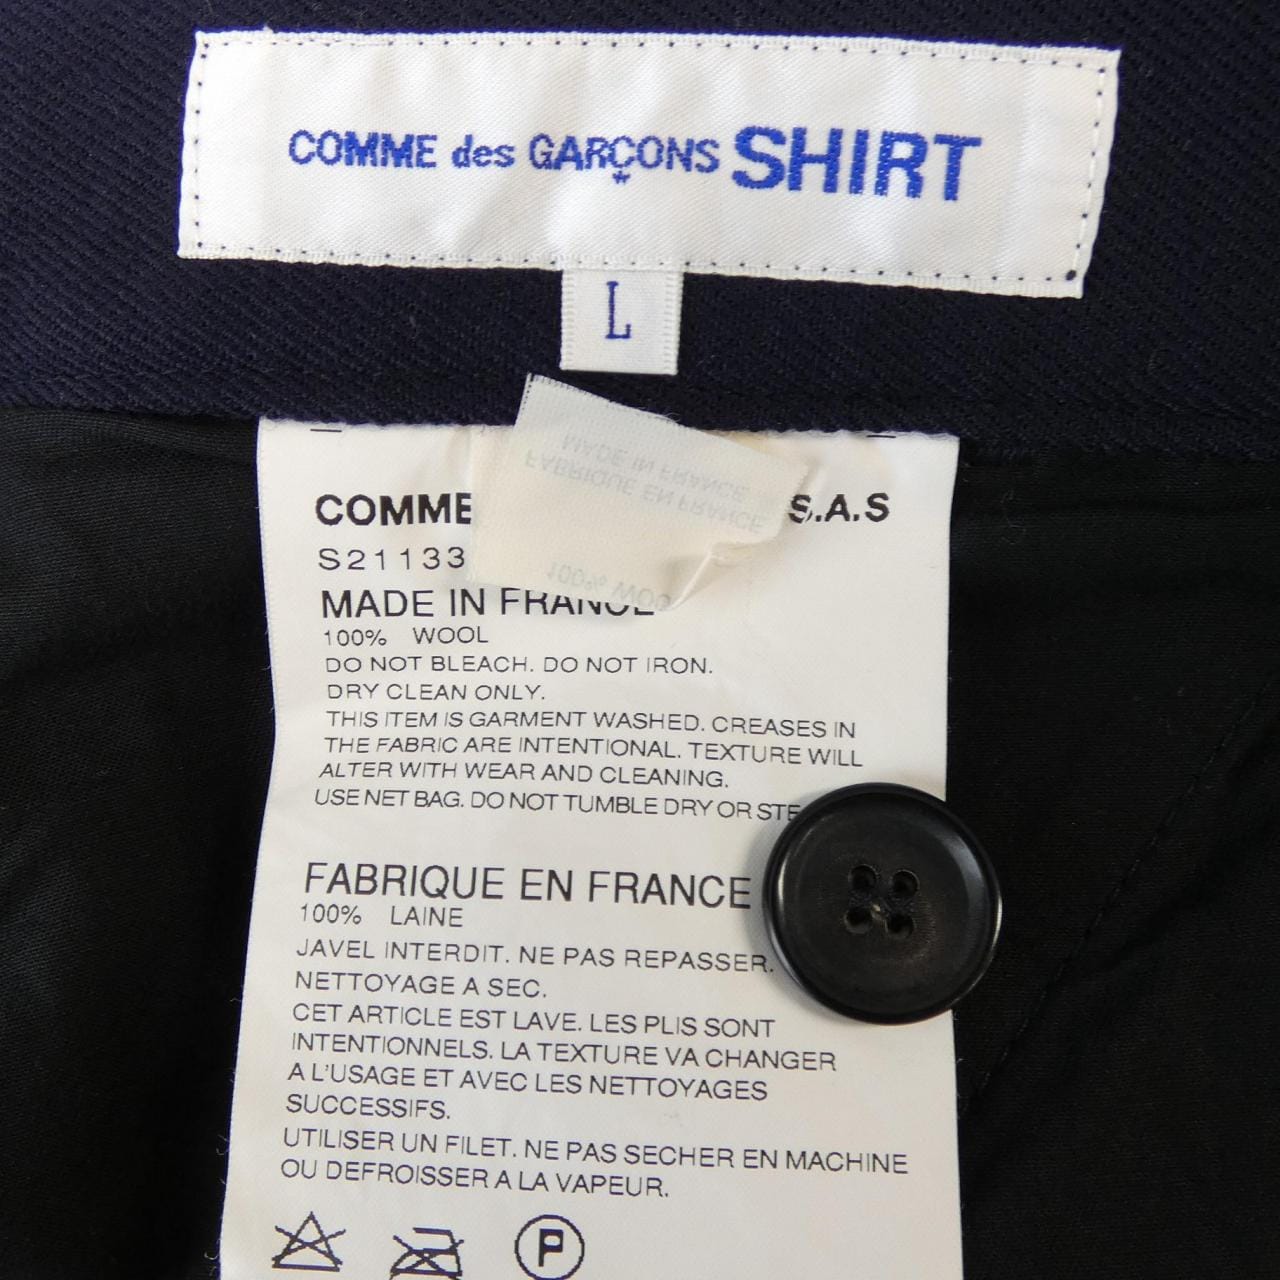 COMME des GARÇONS SHIRT
L
MADE IN FRANCE
FABRIQUE EN FRANCE
100% WOO
COMME S.A.S
S21133
MADE IN FRANCE
100% WOOL
DO NOT BLEACH. DO NOT IRON.
DRY CLEAN ONLY.
THIS ITEM IS GARMENT WASHED. CREASES IN
THE FABRIC ARE INTENTIONAL. TEXTURE WILL
ALTER WITH WEAR AND CLEANING.
USE NET BAG. DO NOT TUMBLE DRY OR STE
FABRIQUE EN FRANCE
100% LAINE
JAVEL INTERDIT. NE PAS REPASSER.
NETTOYAGE A SEC.
CET ARTICLE EST LAVE. LES PLIS SONT
INTENTIONNELS. LA TEXTURE VA CHANGER
A L'USAGE ET AVEC LES NETTOYAGES
SUCCESSIFS.
UTILISER UN FILET. NE PAS SECHER EN MACHINE
OU DEFROISSER A LA VAPEUR.
P